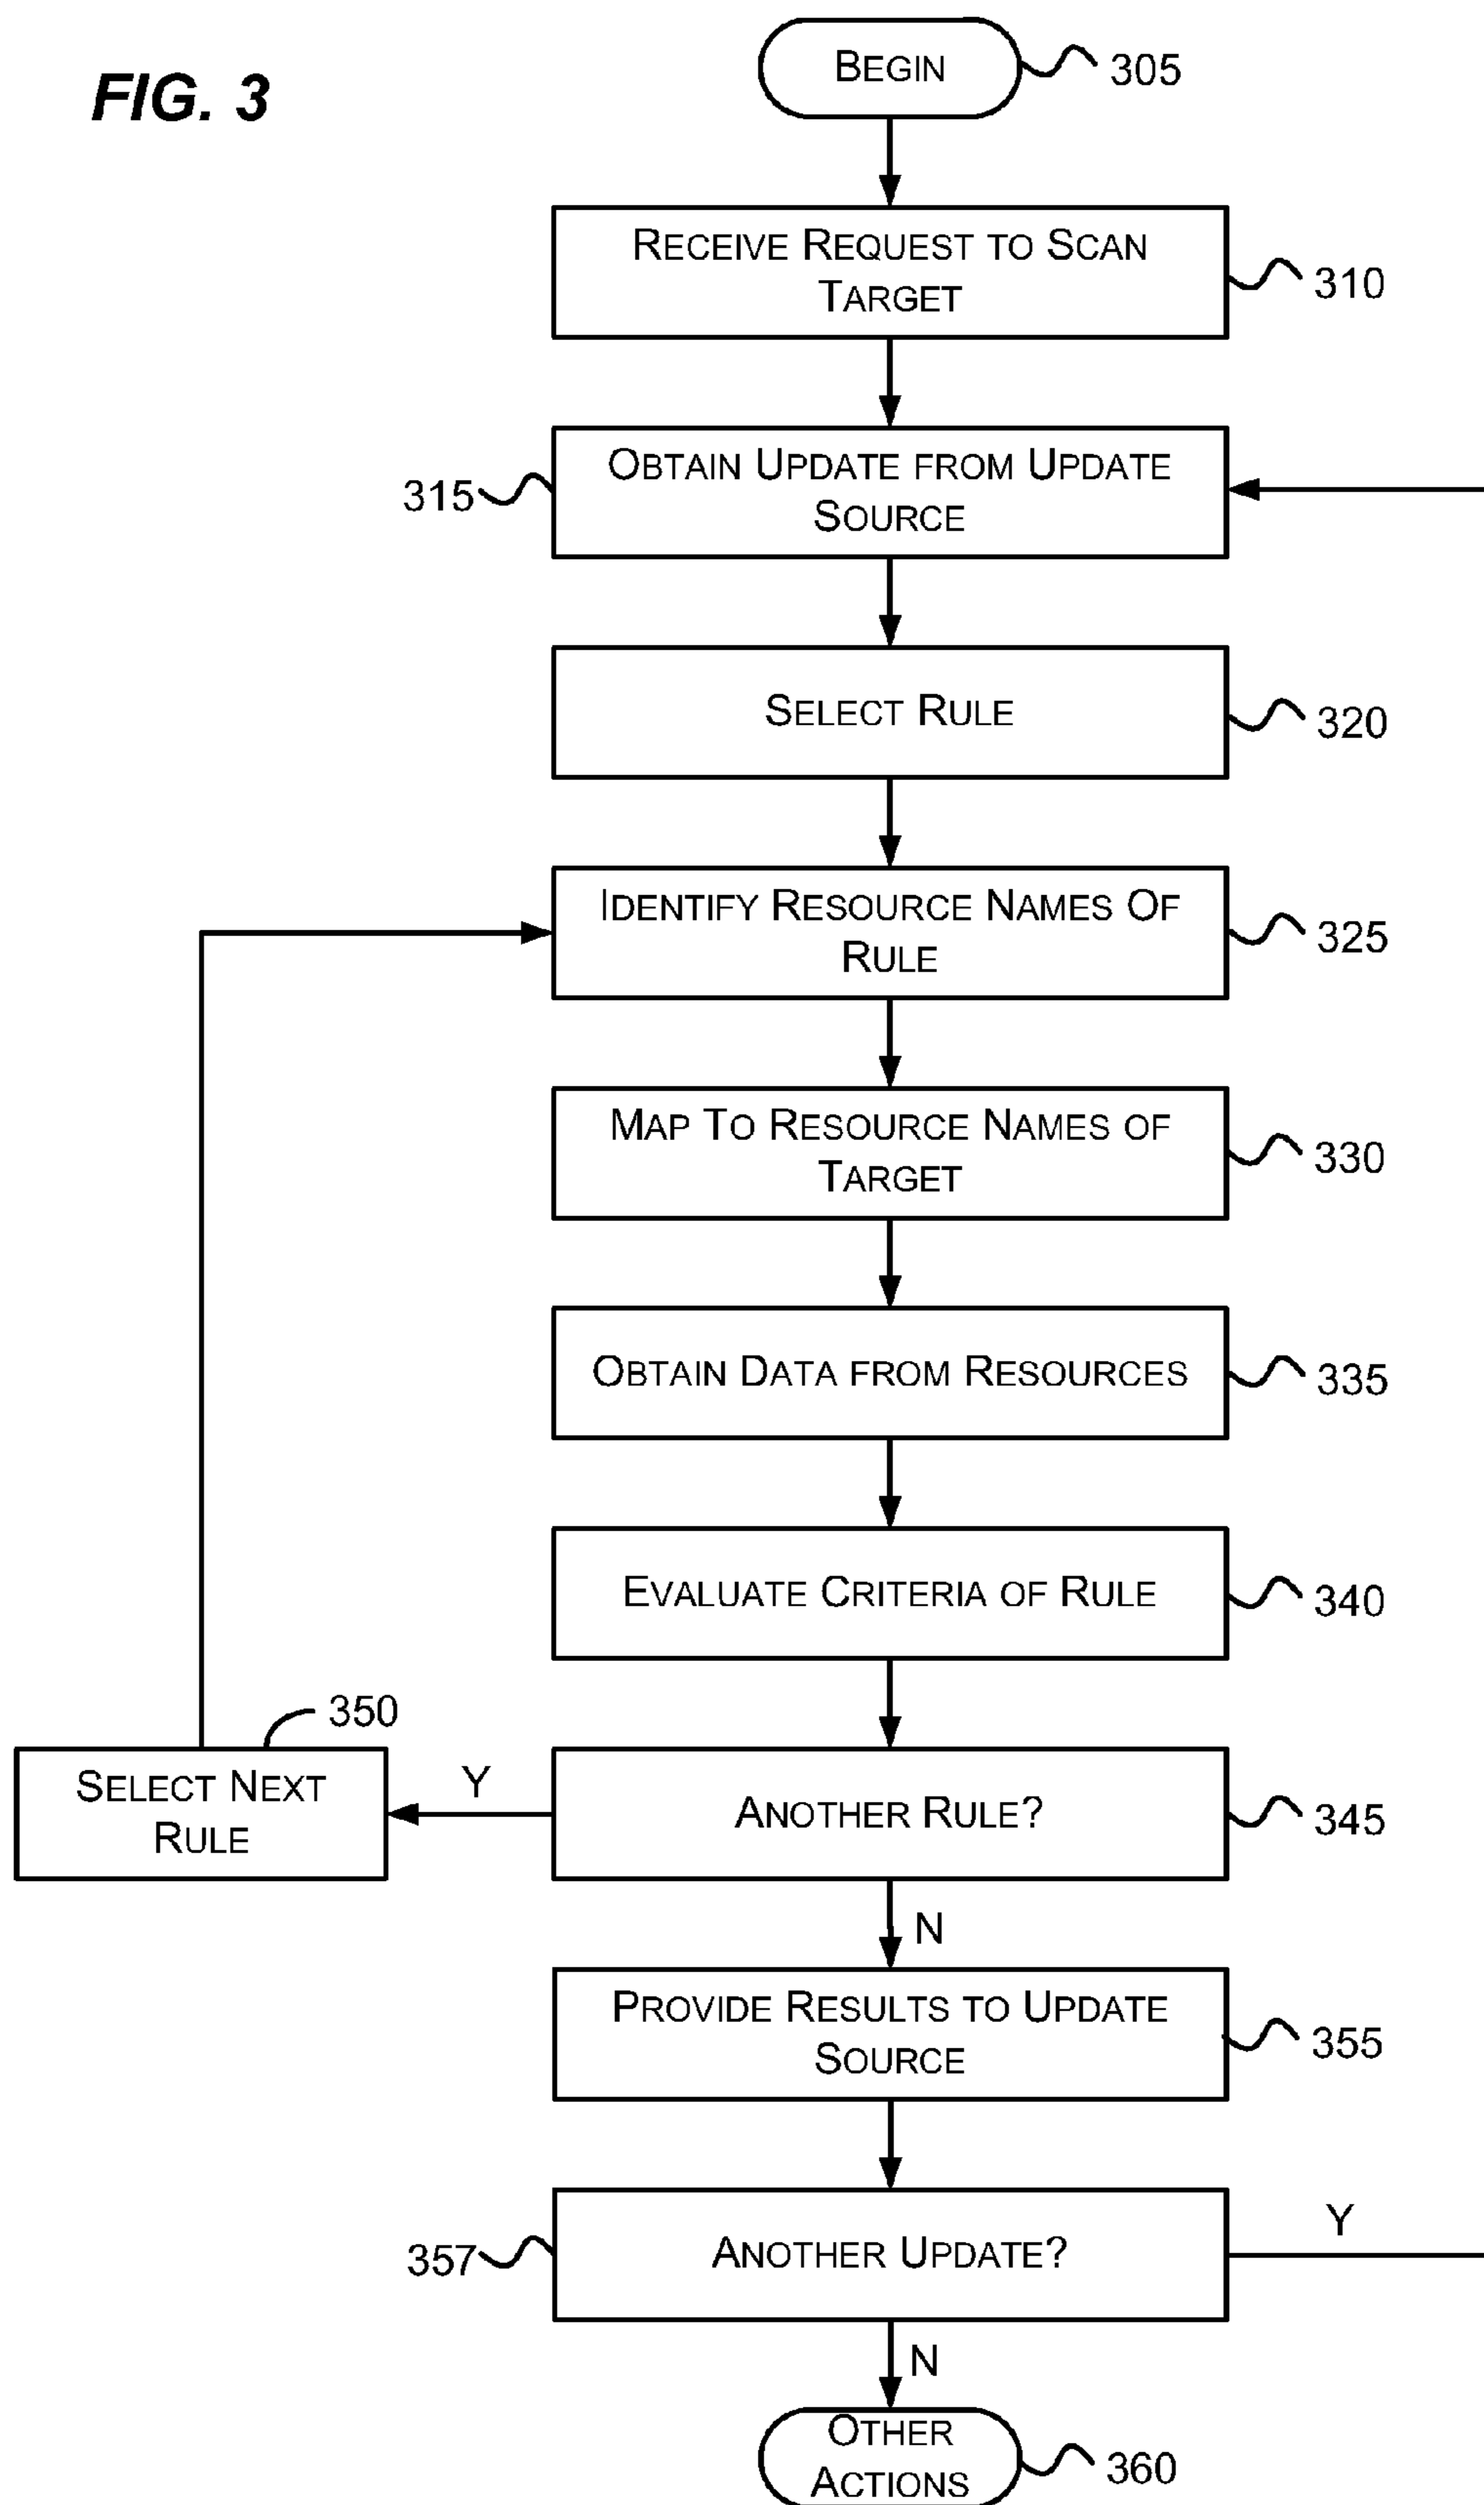 FIG. 3
BEGIN
305
RECEIVE REQUEST TO SCAN
TARGET
310
OBTAIN UPDATE FROM UPDATE
SOURCE
315
SELECT RULE
320
IDENTIFY RESOURCE NAMES OF
RULE
325
MAP TO RESOURCE NAMES OF
TARGET
330
OBTAIN DATA FROM RESOURCES
335
EVALUATE CRITERIA OF RULE
340
350
SELECT NEXT
RULE
Y
ANOTHER RULE?
345
N
PROVIDE RESULTS TO UPDATE
SOURCE
355
357
ANOTHER UPDATE?
Y
N
OTHER
ACTIONS
360